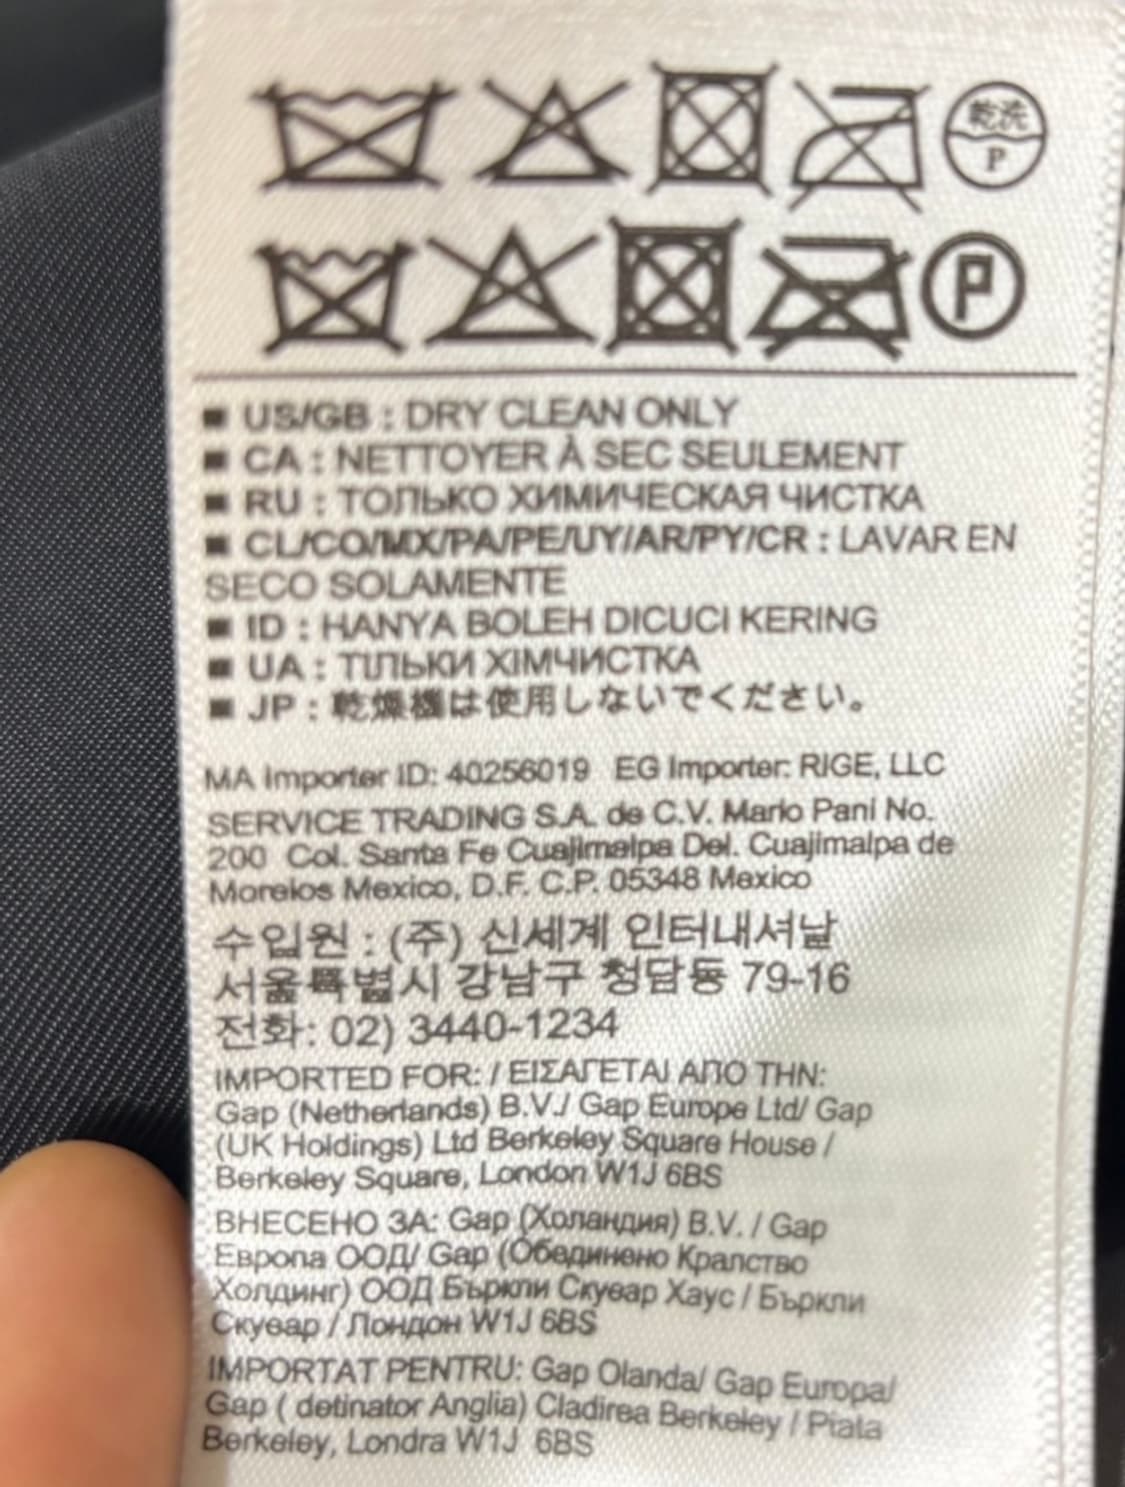 乾洗
P
P
■ US/GB : DRY CLEAN ONLY
■ CA : NETTOYER À SEC SEULEMENT
■ RU : ТОЛЬКО ХИМИЧЕСКАЯ ЧИСТКА
■ CL/CO/MX/PA/PE/UY/AR/PY/CR : LAVAR EN
SECO SOLAMENTE
■ ID : HANYA BOLEH DICUCI KERING
■ UA : ТІЛЬКИ ХІМЧИСТКА
■ JP : 乾燥機は使用しないでください。
MA Importer ID: 40256019 EG Importer: RIGE, LLC
SERVICE TRADING S.A. de C.V. Mario Pani No.
200 Col. Santa Fe Cuajimalpa Del. Cuajimalpa de
Morelos Mexico, D.F. C.P. 05348 Mexico
수입원 : (주) 신세계 인터내셔날
서울특별시 강남구 청담동 79-16
전화: 02) 3440-1234
IMPORTED FOR: / ΕΙΣΑΓΕΤΑΙ ΑΠΟ ΤΗΝ:
Gap (Netherlands) B.V./ Gap Europe Ltd/ Gap
(UK Holdings) Ltd Berkeley Square House /
Berkeley Square, London W1J 6BS
ВНЕСЕНО ЗА: Gap (Холандия) B.V. / Gap
Европа ООД/ Gap (Обединено Кралство
Холдинг) ООД Бъркли Скуеар Хаус / Бъркли
Скуеар / Лондон W1J 6BS
IMPORTAT PENTRU: Gap Olanda/ Gap Europa/
Gap ( detinator Anglia) Cladirea Berkeley / Piata
Berkeley, Londra W1J 6BS